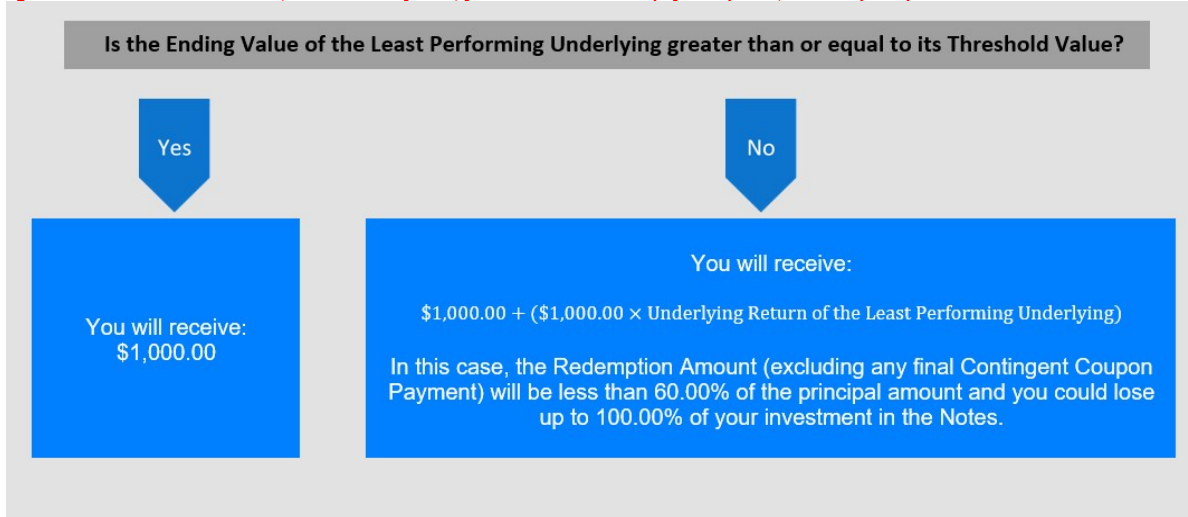 Is the Ending Value of the Least Performing Underlying greater than or equal to its Threshold Value?
Yes
No
You will receive:
$1,000.00
You will receive:
$1,000.00 + ($1,000.00 × Underlying Return of the Least Performing Underlying)
In this case, the Redemption Amount (excluding any final Contingent Coupon
Payment) will be less than 60.00% of the principal amount and you could lose
up to 100.00% of your investment in the Notes.